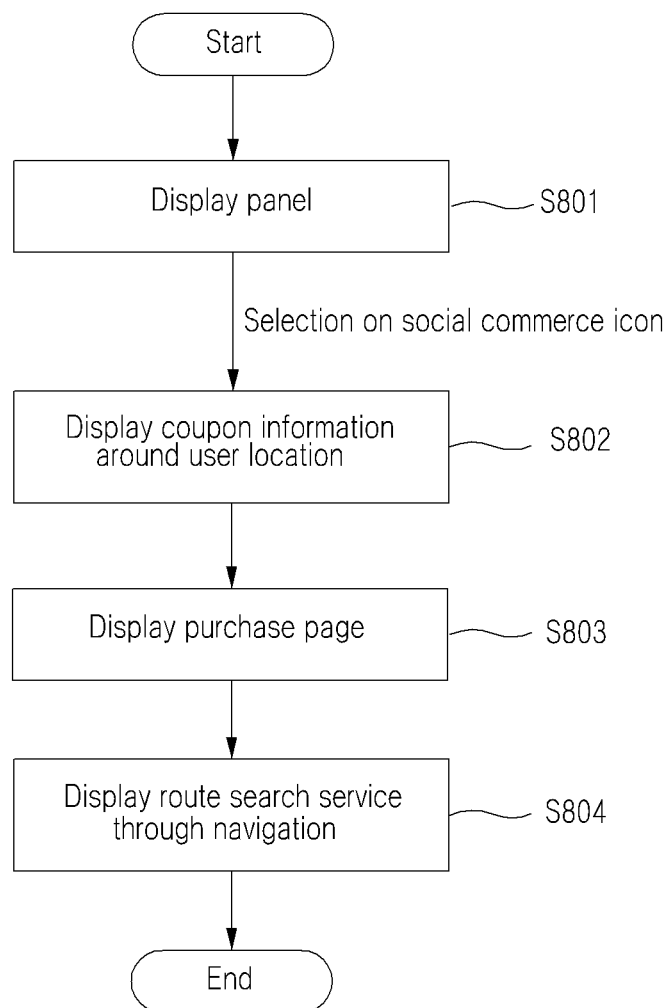 Start
Display panel
S801
Selection on social commerce icon
Display coupon information
around user location
S802
Display purchase page
S803
Display route search service
through navigation
S804
End